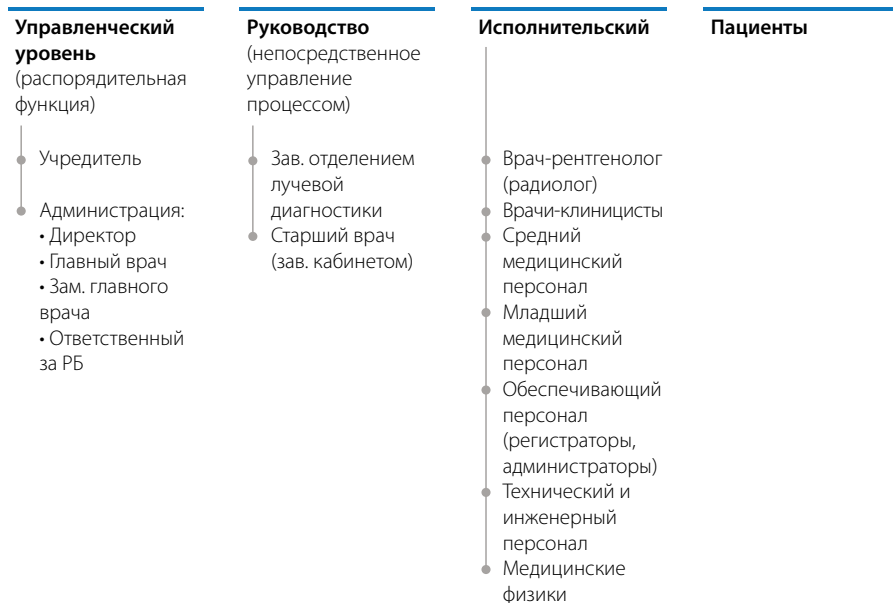 Управленческий
уровень
(распорядительная
функция)
Учредитель
Администрация:
• Директор
• Главный врач
• Зам. главного
врача
• Ответственный
за РБ
Руководство
(непосредственное
управление
процессом)
Зав. отделением
лучевой
диагностики
Старший врач
(зав. кабинетом)
Исполнительский
Врач-рентгенолог
(радиолог)
Врачи-клиницисты
Средний
медицинский
персонал
Младший
медицинский
персонал
Обеспечивающий
персонал
(регистраторы,
администраторы)
Технический и
инженерный
персонал
Медицинские
физики
Пациенты